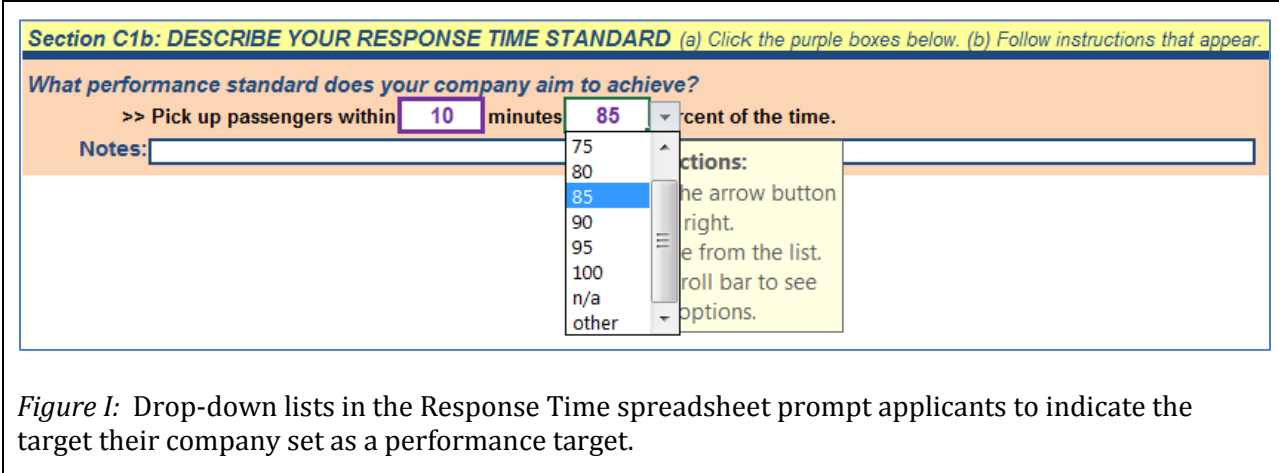 Section C1b: DESCRIBE YOUR RESPONSE TIME STANDARD (a) Click the purple boxes below. (b) Follow instructions that appear.
What performance standard does your company aim to achieve?
>> Pick up passengers within 10 minutes 85 rcent of the time.
Notes:
75
80
85
90
95
100
n/a
other
ctions:
he arrow button
right.
e from the list.
roll bar to see
options.
Figure I: Drop-down lists in the Response Time spreadsheet prompt applicants to indicate the
target their company set as a performance target.